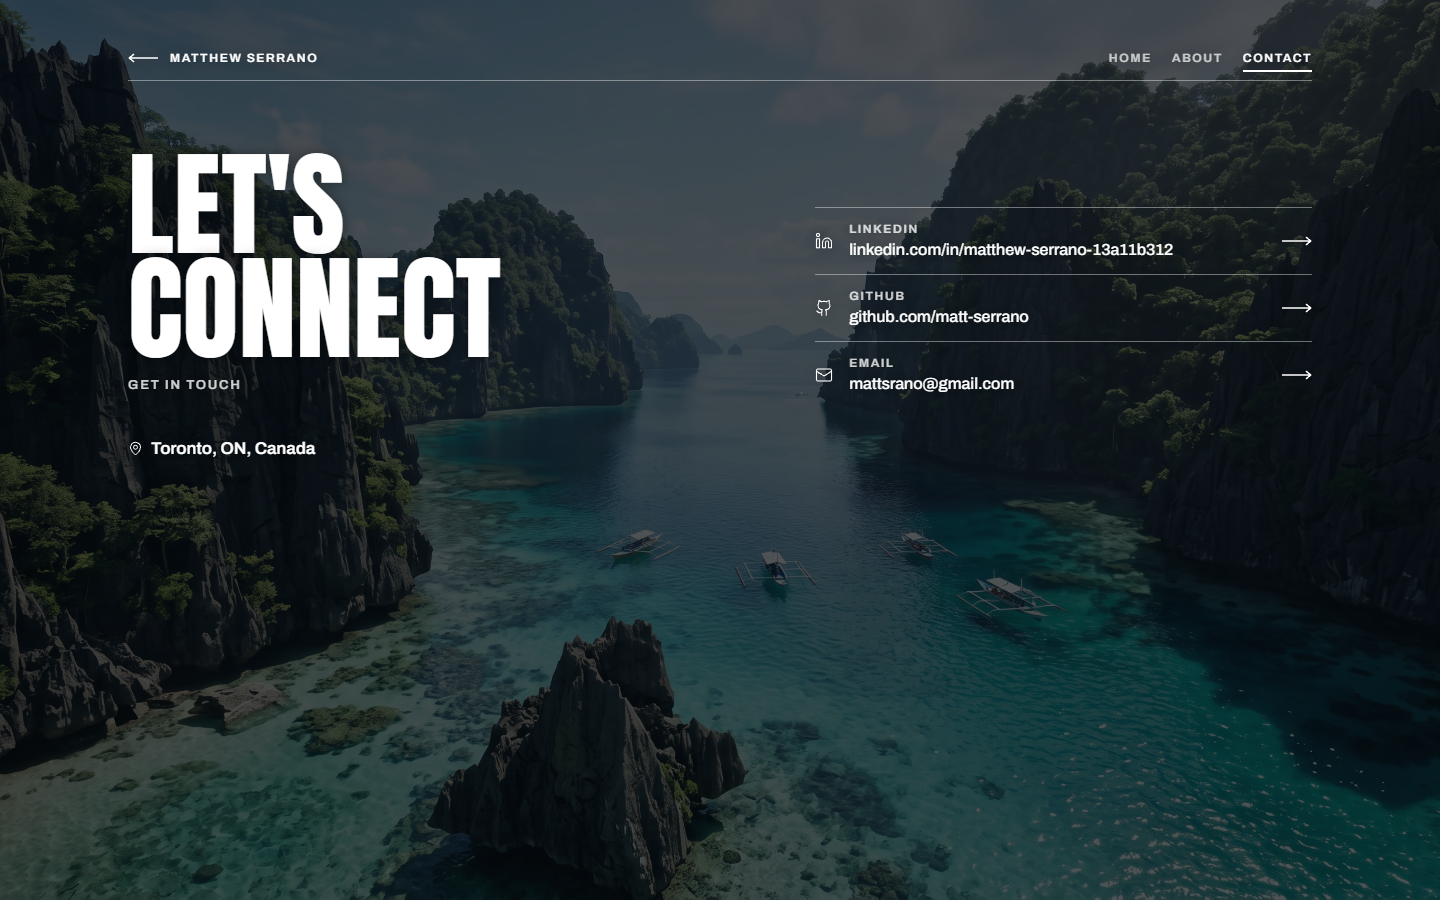 MATTHEW SERRANO
HOME ABOUT CONTACT
LET'S
CONNECT
GET IN TOUCH
Toronto, ON, Canada
LINKEDIN
linkedin.com/in/matthew-serrano-13a11b312
GITHUB
github.com/matt-serrano
EMAIL
mattsrano@gmail.com